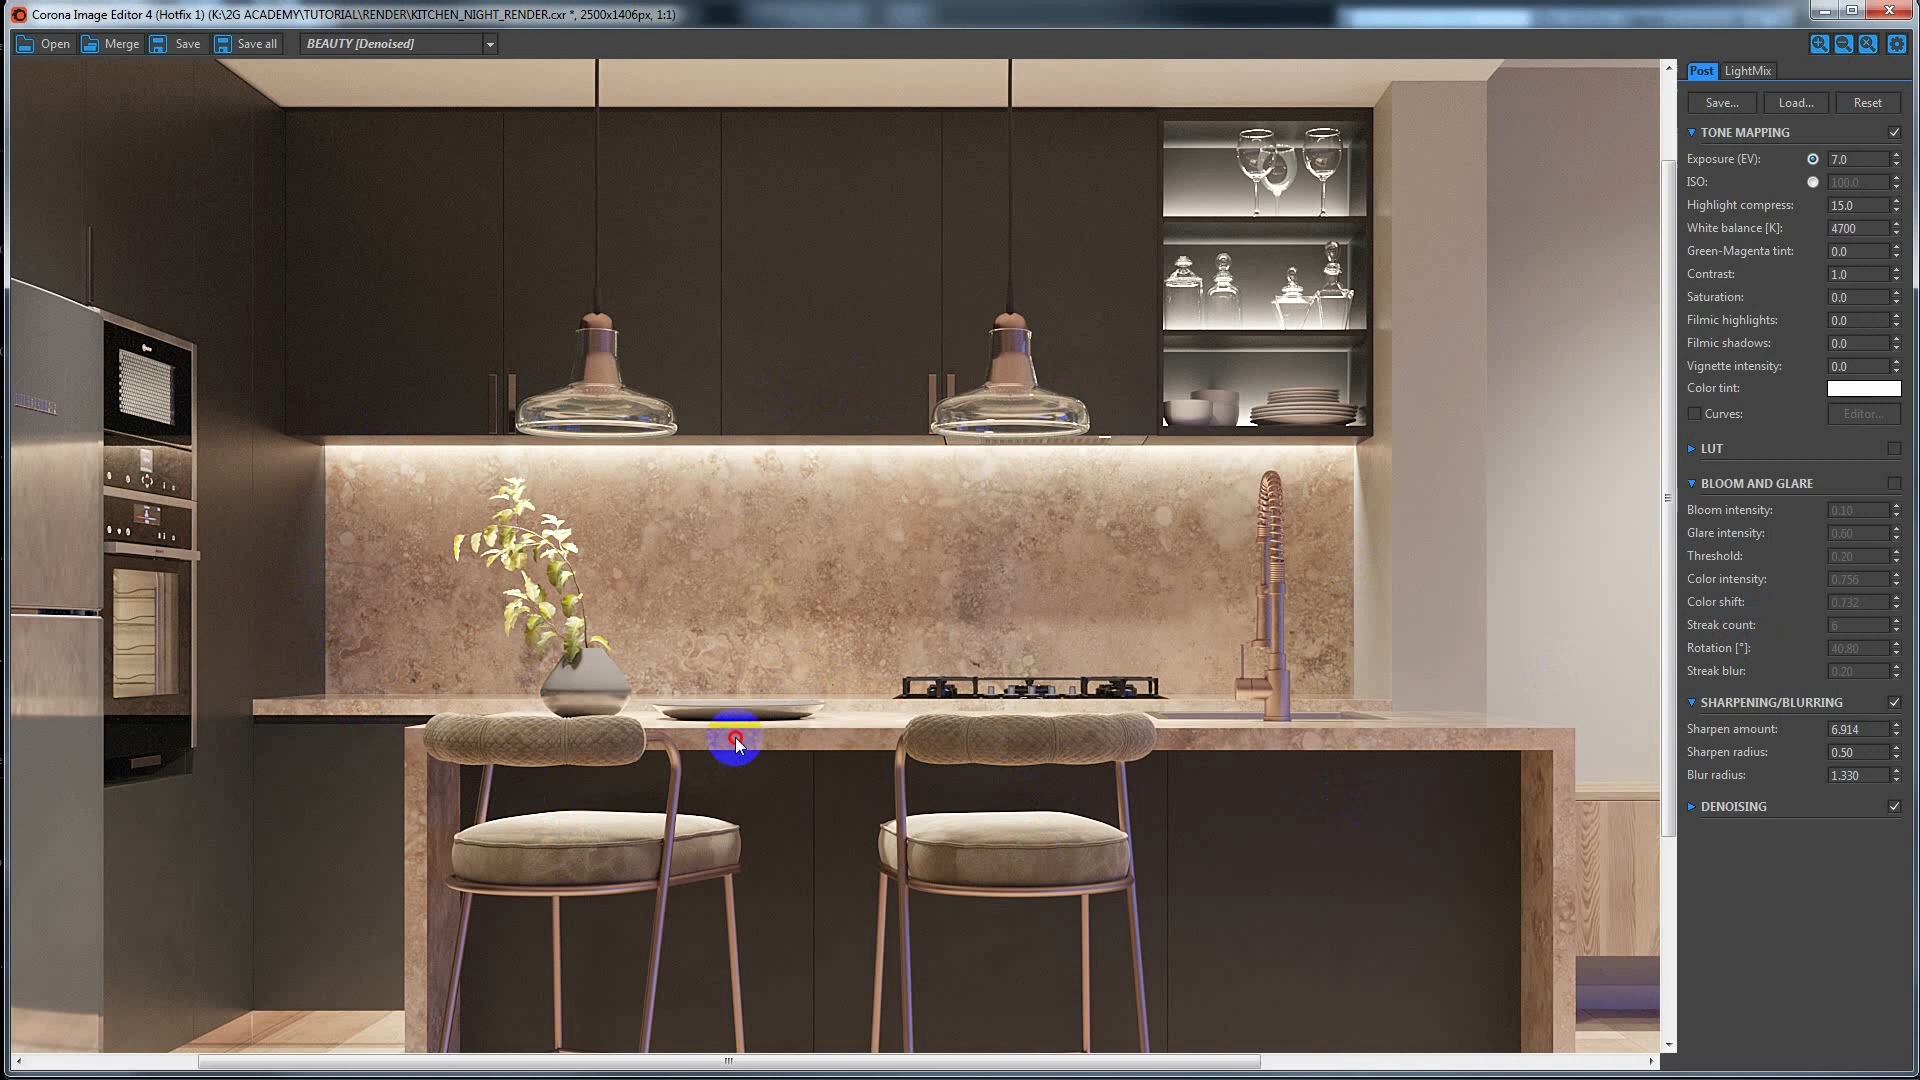 Corona Image Editor 4 (Hotfix 1) (K:\2G ACADEMY\TUTORIAL\RENDER\KITCHEN_NIGHT_RENDER.cxr *, 2500x1406px, 1:1)
Open Merge Save Save all BEAUTY [Denoised]
Post LightMix
Save... Load... Reset
TONE MAPPING
Exposure (EV): 7.0
ISO: 100.0
Highlight compress: 15.0
White balance [K]: 4700
Green-Magenta tint: 0.0
Contrast: 1.0
Saturation: 0.0
Filmic highlights: 0.0
Filmic shadows: 0.0
Vignette intensity: 0.0
Color tint:
Curves: Editor...
LUT
BLOOM AND GLARE
Bloom intensity: 0.10
Glare intensity: 0.60
Threshold: 0.20
Color intensity: 0.756
Color shift: 0.732
Streak count: 6
Rotation [°]: 40.80
Streak blur: 0.20
SHARPENING/BLURRING
Sharpen amount: 6.914
Sharpen radius: 0.50
Blur radius: 1.330
DENOISING